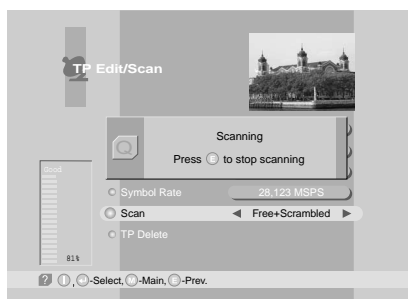 TP Edit/Scan
Scanning
Press E to stop scanning
Good
Symbol Rate 28,123 MSPS
Scan Free+Scrambled
TP Delete
81%
? , -Select, M-Main, E-Prev.